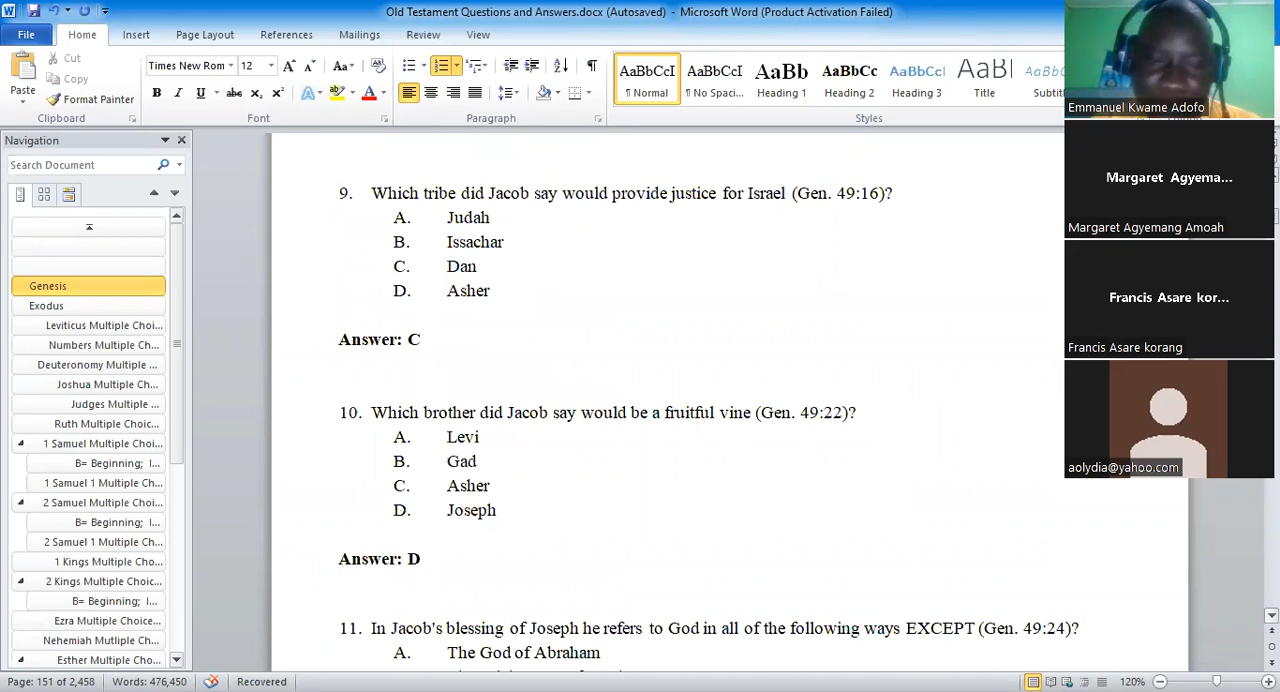 Old Testament Questions and Answers.docx (Autosaved) - Microsoft Word (Product Activation Failed)
File Home Insert Page Layout References Mailings Review View
Paste
Cut
Copy
Format Painter
Clipboard
Times New Rom 12
Font
Paragraph
AaBbCcI AaBbCcI AaBb AaBbCc AaBbCcI AaBl AaBbC
¶ Normal ¶ No Spaci... Heading 1 Heading 2 Heading 3 Title Subtit
Styles
Navigation
Search Document
Genesis
Exodus
Leviticus Multiple Choi...
Numbers Multiple Ch...
Deuteronomy Multiple ...
Joshua Multiple Ch...
Judges Multiple ...
Ruth Multiple Choice...
1 Samuel Multiple Choi...
B= Beginning; I...
1 Samuel 1 Multiple Ch...
2 Samuel Multiple Choi...
B= Beginning; I...
2 Samuel 1 Multiple Ch...
1 Kings Multiple Cho...
2 Kings Multiple Choic...
B= Beginning; I...
Ezra Multiple Choice...
Nehemiah Mutliple Ch...
Esther Multiple Cho...
9. Which tribe did Jacob say would provide justice for Israel (Gen. 49:16)?
A. Judah
B. Issachar
C. Dan
D. Asher
Answer: C
10. Which brother did Jacob say would be a fruitful vine (Gen. 49:22)?
A. Levi
B. Gad
C. Asher
D. Joseph
Answer: D
11. In Jacob's blessing of Joseph he refers to God in all of the following ways EXCEPT (Gen. 49:24)?
A. The God of Abraham
Emmanuel Kwame Adofo
Margaret Agyema...
Margaret Agyemang Amoah
Francis Asare kor...
Francis Asare korang
aolydia@yahoo.com
Page: 151 of 2,458 Words: 476,450 Recovered 120%